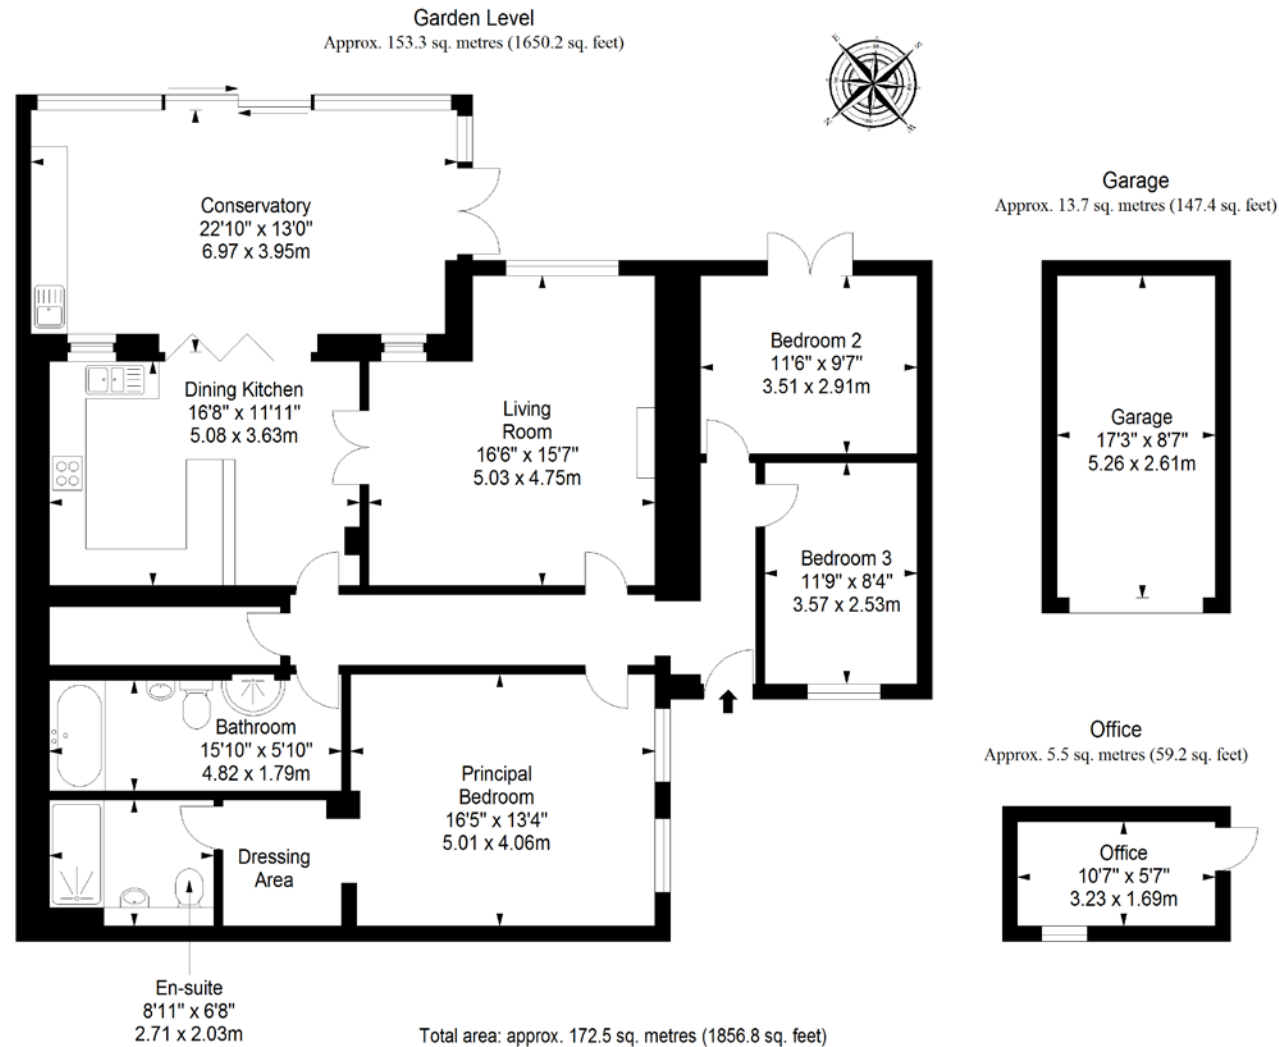 Garden Level
Approx. 153.3 sq. metres (1650.2 sq. feet)
E
S
N
W
Conservatory
22'10" x 13'0"
6.97 x 3.95m
Garage
Approx. 13.7 sq. metres (147.4 sq. feet)
Dining Kitchen
16'8" x 11'11"
5.08 x 3.63m
Living
Room
16'6" x 15'7"
5.03 x 4.75m
Bedroom 2
11'6" x 9'7"
3.51 x 2.91m
Garage
17'3" x 8'7"
5.26 x 2.61m
Bedroom 3
11'9" x 8'4"
3.57 x 2.53m
Bathroom
15'10" x 5'10"
4.82 x 1.79m
Principal
Bedroom
16'5" x 13'4"
5.01 x 4.06m
Dressing
Area
Office
Approx. 5.5 sq. metres (59.2 sq. feet)
Office
10'7" x 5'7"
3.23 x 1.69m
En-suite
8'11" x 6'8"
2.71 x 2.03m
Total area: approx. 172.5 sq. metres (1856.8 sq. feet)